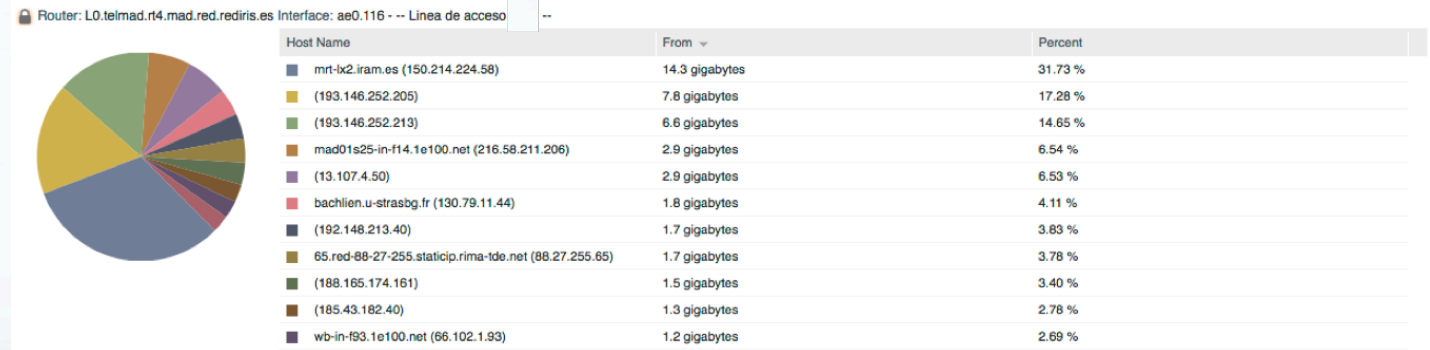 Router: L0.telmad.rt4.mad.red.rediris.es Interface: ae0.116 - -- Linea de acceso --
Host Name From Percent
mrt-lx2.iram.es (150.214.224.58) 14.3 gigabytes 31.73 %
(193.146.252.205) 7.8 gigabytes 17.28 %
(193.146.252.213) 6.6 gigabytes 14.65 %
mad01s25-in-f14.1e100.net (216.58.211.206) 2.9 gigabytes 6.54 %
(13.107.4.50) 2.9 gigabytes 6.53 %
bachlien.u-strasbg.fr (130.79.11.44) 1.8 gigabytes 4.11 %
(192.148.213.40) 1.7 gigabytes 3.83 %
65.red-88-27-255.staticip.rima-tde.net (88.27.255.65) 1.7 gigabytes 3.78 %
(188.165.174.161) 1.5 gigabytes 3.40 %
(185.43.182.40) 1.3 gigabytes 2.78 %
wb-in-f93.1e100.net (66.102.1.93) 1.2 gigabytes 2.69 %